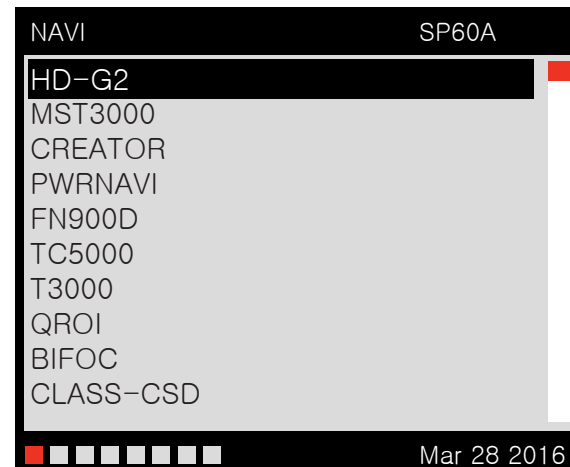 NAVI SP60A
HD-G2
MST3000
CREATOR
PWRNAVI
FN900D
TC5000
T3000
QROI
BIFOC
CLASS-CSD
Mar 28 2016